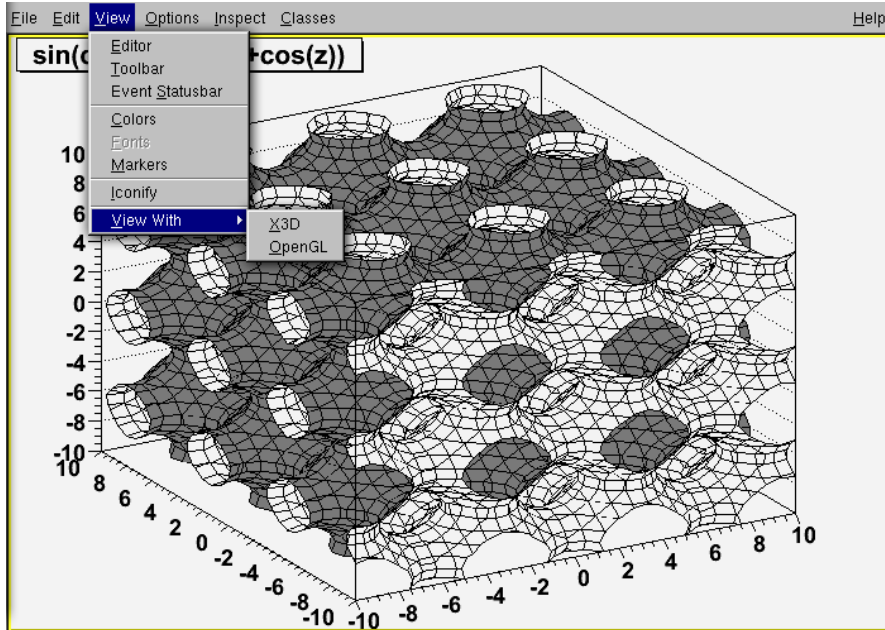 File Edit View Options Inspect Classes Help
Editor
Toolbar
Event Statusbar
Colors
Fonts
Markers
Iconify
View With
X3D
OpenGL
sin( +cos(z))
10
8
6
4
2
0
-2
-4
-6
-8
-10
10
8
6
4
2
0
-2
-4
-6
-8
-10
-10
-8
-6
-4
-2
0
2
4
6
8
10